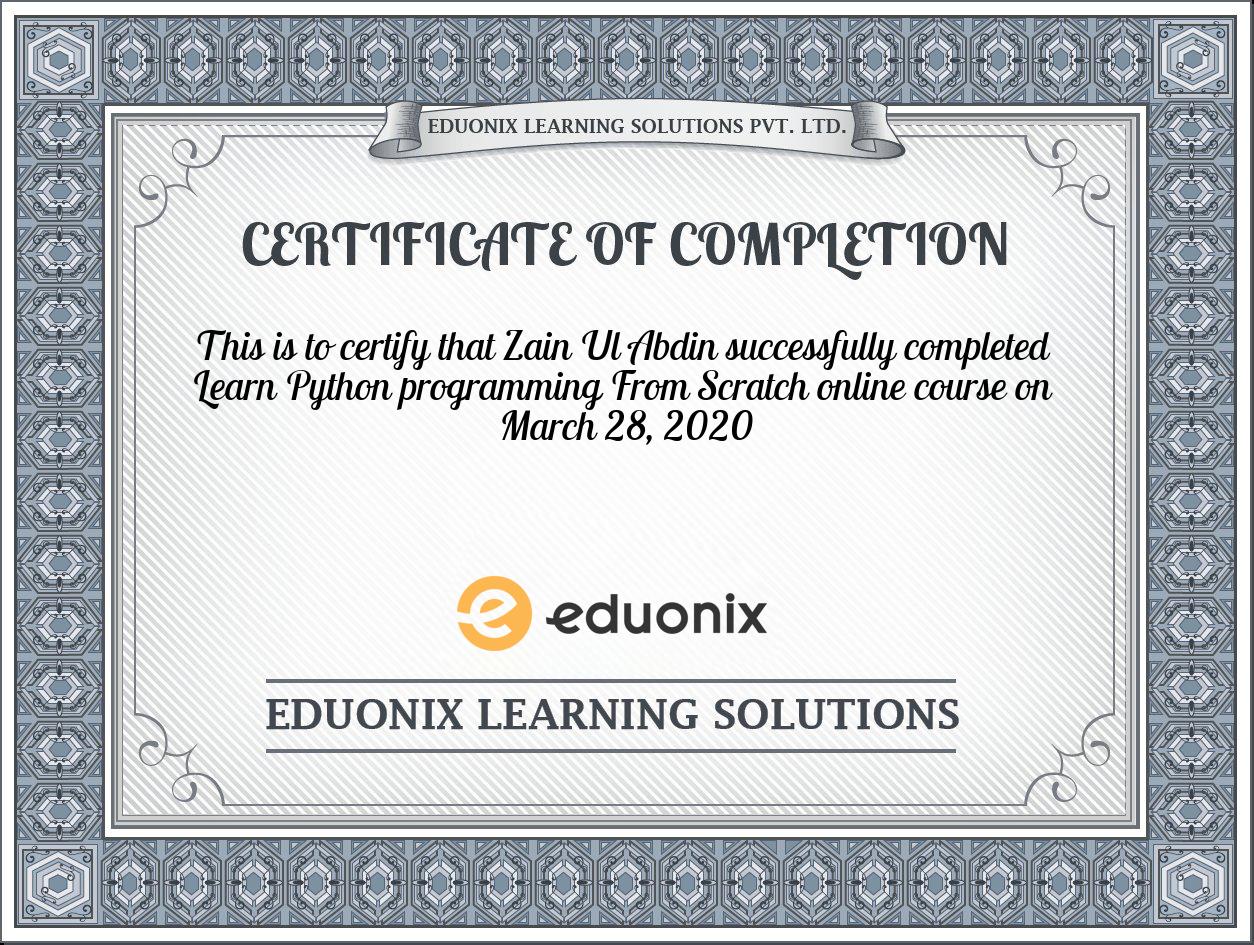 EDUONIX LEARNING SOLUTIONS PVT. LTD.
CERTIFICATE OF COMPLETION
This is to certify that Zain Ul Abdin successfully completed
Learn Python programming From Scratch online course on
March 28, 2020
eduonix
EDUONIX LEARNING SOLUTIONS